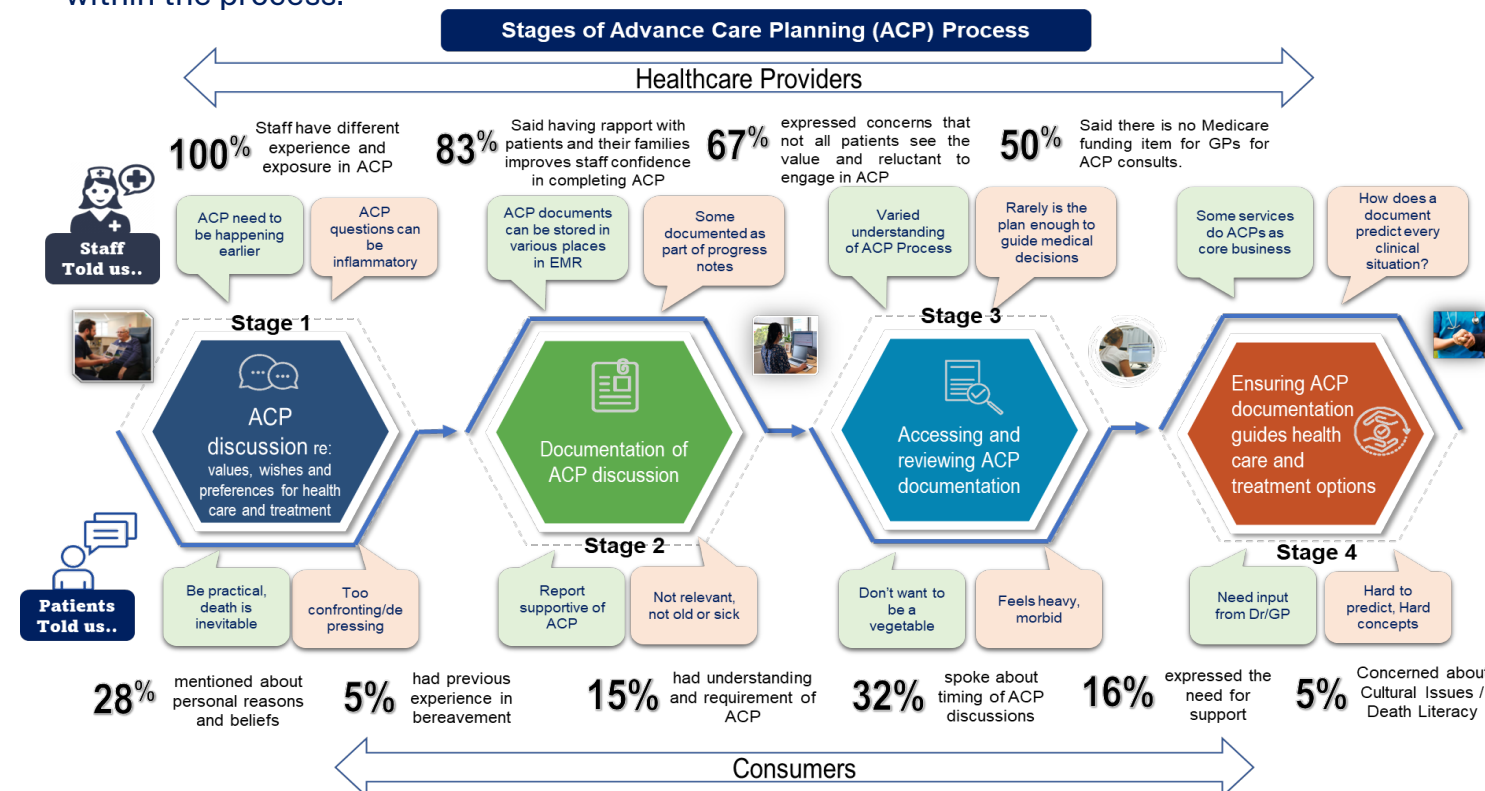 within the process.
Stages of Advance Care Planning (ACP) Process
Healthcare Providers
100%
Staff have different
experience and
exposure in ACP
83%
Said having rapport with
patients and their families
improves staff confidence
in completing ACP
67%
expressed concerns that
not all patients see the
value and reluctant to
engage in ACP
50%
Said there is no Medicare
funding item for GPs for
ACP consults.
Staff
Told us..
ACP need to
be happening
earlier
ACP
questions can
be
inflammatory
ACP documents
can be stored in
various places
in EMR
Some
documented as
part of progress
notes
Varied
understanding
of ACP Process
Rarely is the
plan enough to
guide medical
decisions
Some services
do ACPs as
core business
How does a
document
predict every
clinical
situation?
Stage 1
ACP
discussion re:
values, wishes and
preferences for health
care and treatment
Documentation of
ACP discussion
Stage 2
Stage 3
Accessing and
reviewing ACP
documentation
Ensuring ACP
documentation
guides health
care and
treatment options
Stage 4
Patients
Told us..
Be practical,
death is
inevitable
Too
confronting/de
pressing
Report
supportive of
ACP
Not relevant,
not old or sick
Don't want to
be a
vegetable
Feels heavy,
morbid
Need input
from Dr/GP
Hard to
predict, Hard
concepts
28%
mentioned about
personal reasons
and beliefs
5%
had previous
experience in
bereavement
15%
had understanding
and requirement of
ACP
32%
spoke about
timing of ACP
discussions
16%
expressed the
need for
support
5%
Concerned about
Cultural Issues /
Death Literacy
Consumers